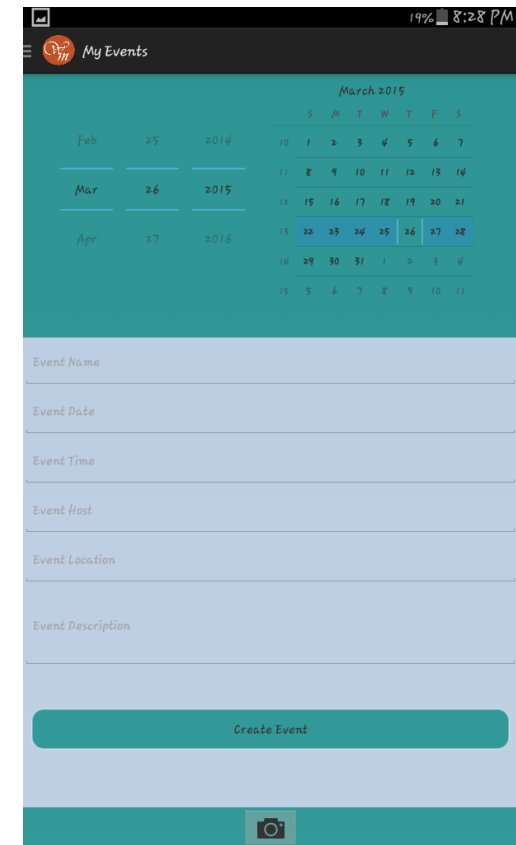 19% 8:28 PM
My Events
Feb 25 2014
Mar 26 2015
Apr 27 2016
March 2015
S M T W T F S
10 1 2 3 4 5 6 7
11 8 9 10 11 12 13 14
12 15 16 17 18 19 20 21
13 22 23 24 25 26 27 28
14 29 30 31 1 2 3 4
15 5 6 7 8 9 10 11
Event Name
Event Date
Event Time
Event Host
Event Location
Event Description
Create Event